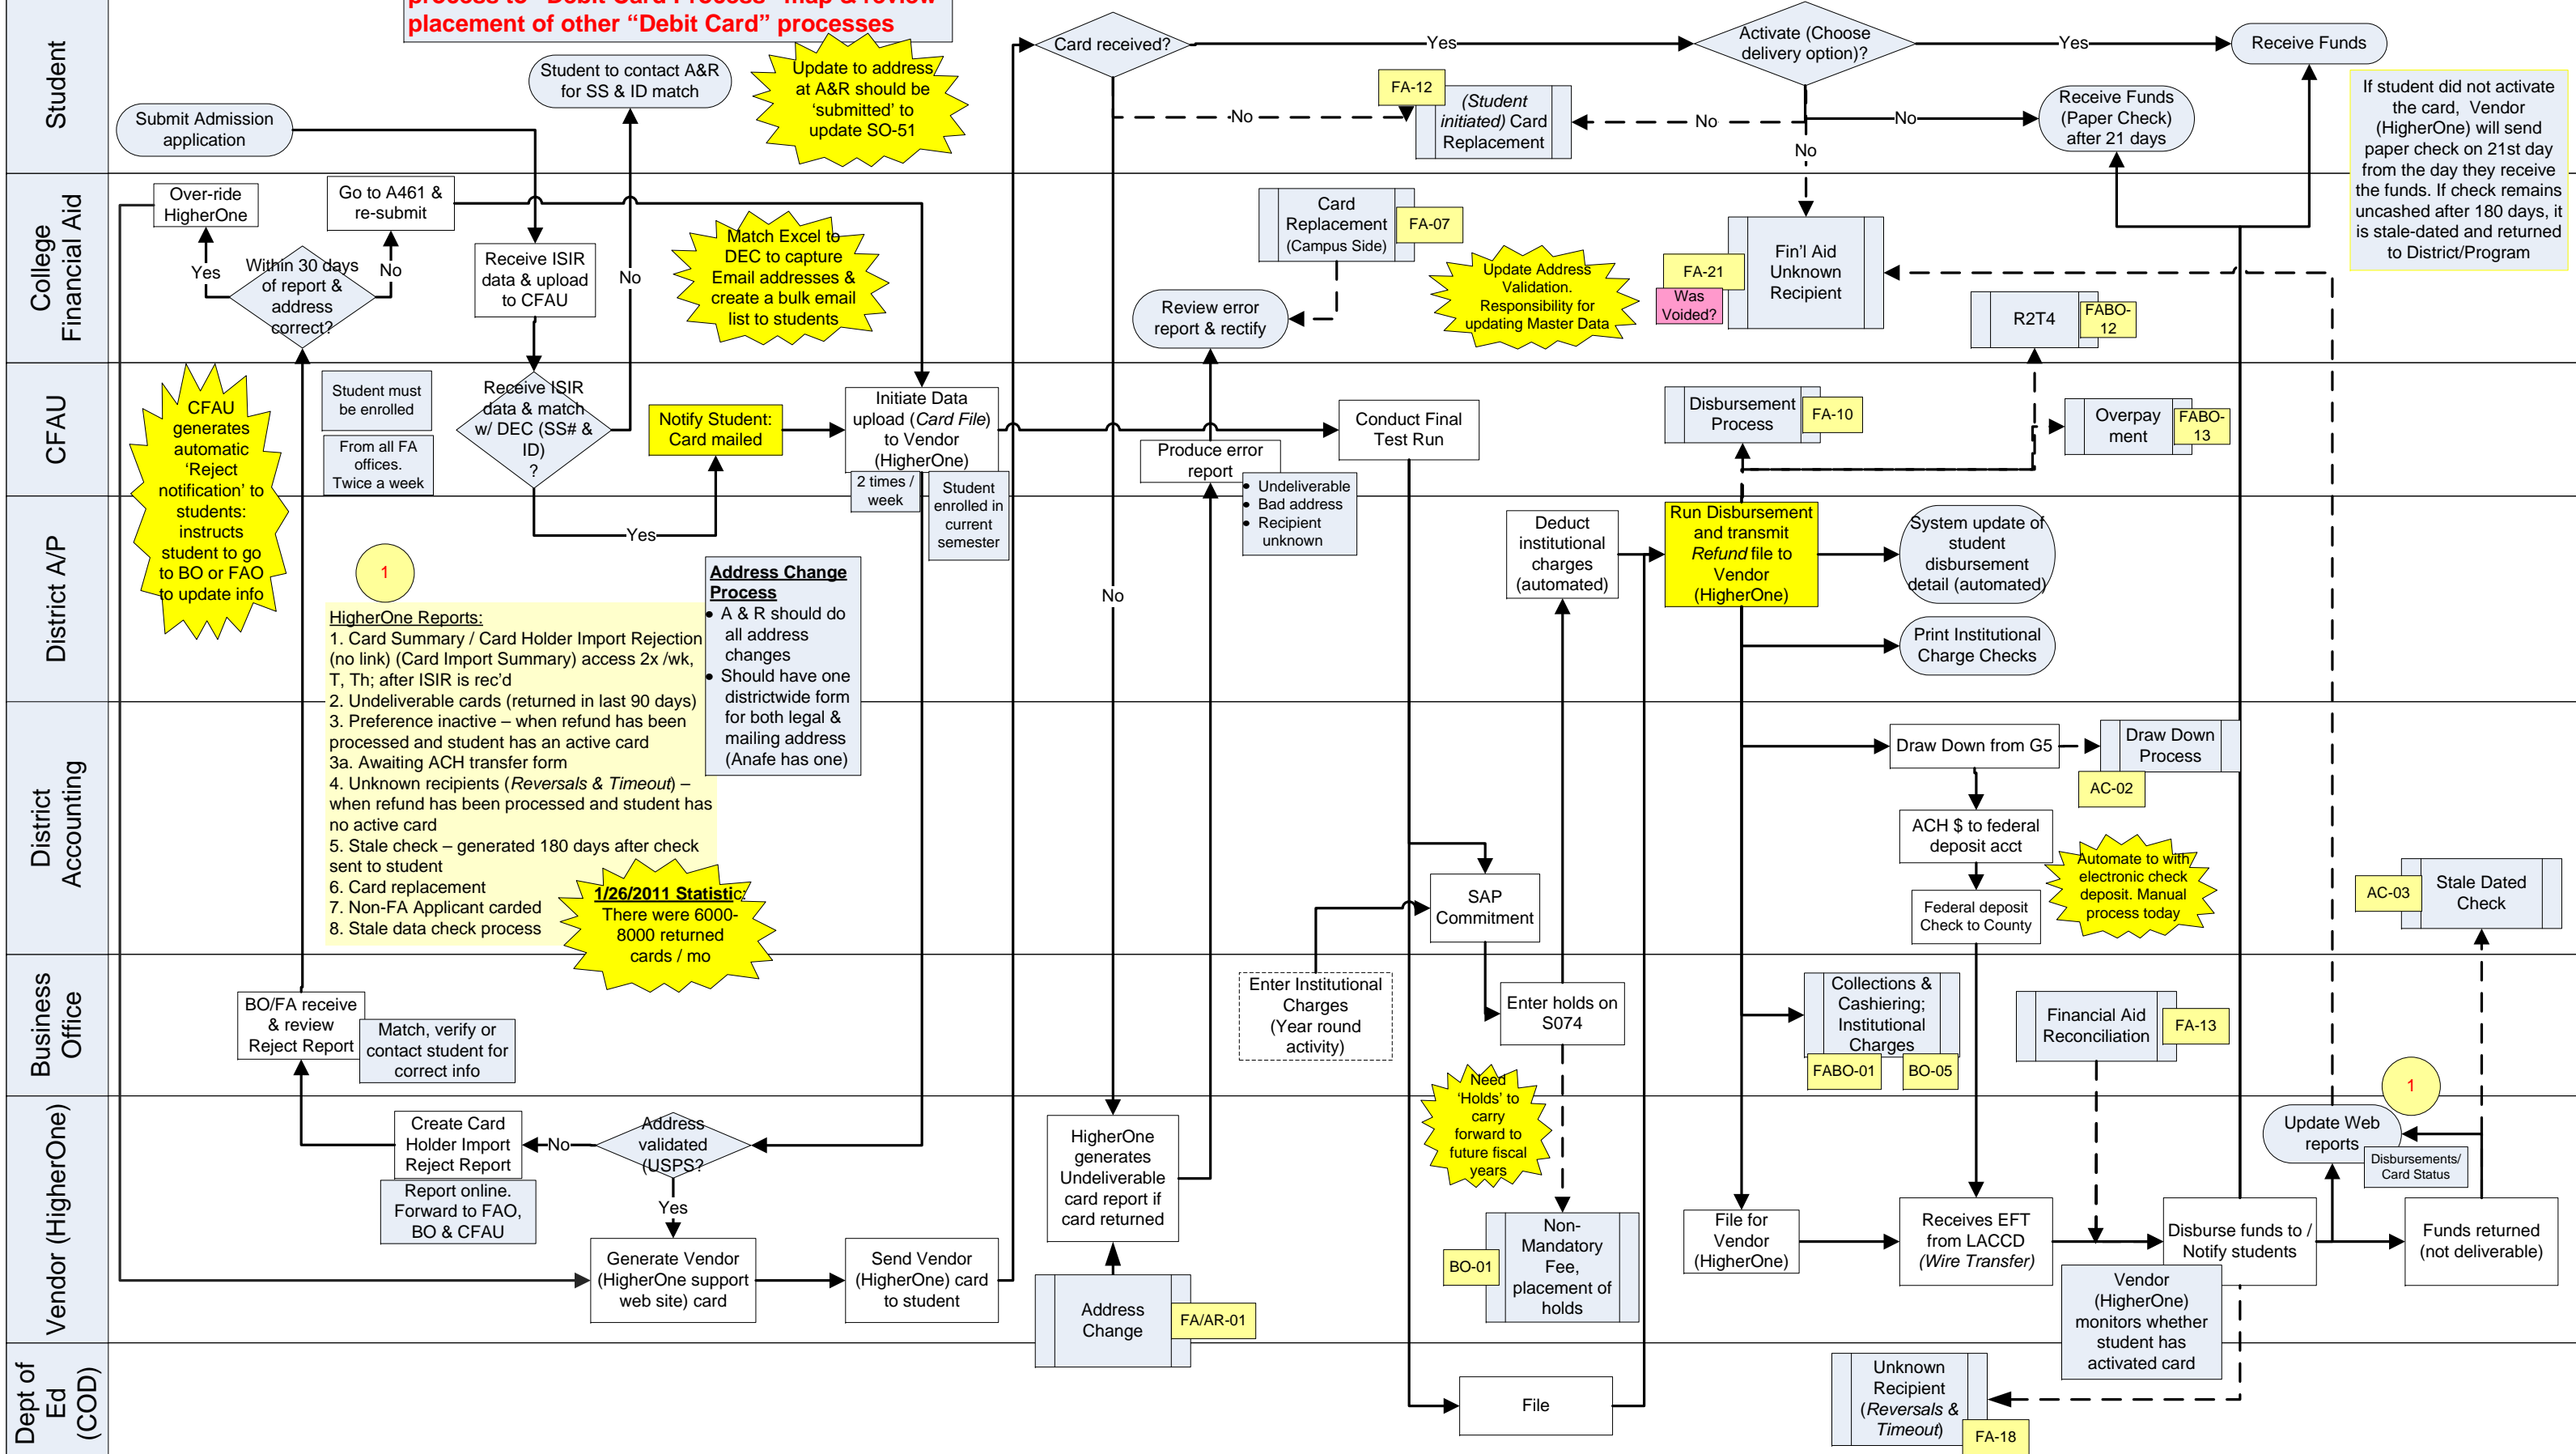 process to “Debit Card Process” map & review
placement of other “Debit Card” processes
Student
Submit Admission
application
Student to contact A&R
for SS & ID match
Update to address
at A&R should be
‘submitted’ to
update SO-51
Card received?
Yes
Activate (Choose
delivery option)?
Yes
Receive Funds
No
FA-12
(Student
initiated) Card
Replacement
No
No
No
Receive Funds
(Paper Check)
after 21 days
If student did not activate
the card, Vendor
(HigherOne) will send
paper check on 21st day
from the day they receive
the funds. If check remains
uncashed after 180 days, it
is stale-dated and returned
to District/Program
College
Financial Aid
Over-ride
HigherOne
Go to A461 &
re-submit
Yes
Within 30 days
of report &
address
correct?
No
Receive ISIR
data & upload
to CFAU
No
Match Excel to
DEC to capture
Email addresses &
create a bulk email
list to students
Card
Replacement
(Campus Side)
FA-07
Review error
report & rectify
Update Address
Validation.
Responsibility for
updating Master Data
FA-21
Was
Voided?
Fin’l Aid
Unknown
Recipient
R2T4
FABO-
12
CFAU
CFAU
generates
automatic
‘Reject
notification’ to
students:
instructs
student to go
to BO or FAO
to update info
Student must
be enrolled
From all FA
offices.
Twice a week
Receive ISIR
data & match
w/ DEC (SS# &
ID)
?
Notify Student:
Card mailed
Initiate Data
upload (Card File)
to Vendor
(HigherOne)
2 times /
week
Student
enrolled in
current
semester
Produce error
report
• Undeliverable
• Bad address
• Recipient
unknown
Conduct Final
Test Run
Disbursement
Process
FA-10
Overpay
ment
FABO-
13
District A/P
Yes
1
Address Change
Process
• A & R should do
all address
changes
• Should have one
districtwide form
for both legal &
mailing address
(Anafe has one)
No
Deduct
institutional
charges
(automated)
Run Disbursement
and transmit
Refund file to
Vendor
(HigherOne)
System update of
student
disbursement
detail (automated)
Print Institutional
Charge Checks
HigherOne Reports:
1. Card Summary / Card Holder Import Rejection
(no link) (Card Import Summary) access 2x /wk,
T, Th; after ISIR is rec’d
2. Undeliverable cards (returned in last 90 days)
3. Preference inactive – when refund has been
processed and student has an active card
3a. Awaiting ACH transfer form
4. Unknown recipients (Reversals & Timeout) –
when refund has been processed and student has
no active card
5. Stale check – generated 180 days after check
sent to student
6. Card replacement
7. Non-FA Applicant carded
8. Stale data check process
District
Accounting
1/26/2011 Statistic:
There were 6000-
8000 returned
cards / mo
SAP
Commitment
Draw Down from G5
Draw Down
Process
AC-02
ACH $ to federal
deposit acct
Automate to with
electronic check
deposit. Manual
process today
Federal deposit
Check to County
AC-03
Stale Dated
Check
Business
Office
BO/FA receive
& review
Reject Report
Match, verify or
contact student for
correct info
Enter Institutional
Charges
(Year round
activity)
Enter holds on
S074
Need
‘Holds’ to
carry
forward to
future fiscal
years
Collections &
Cashiering;
Institutional
Charges
FABO-01
BO-05
Financial Aid
Reconciliation
FA-13
1
Vendor (HigherOne)
Create Card
Holder Import
Reject Report
No
Address
validated
(USPS?
Report online.
Forward to FAO,
BO & CFAU
Yes
Generate Vendor
(HigherOne support
web site) card
Send Vendor
(HigherOne) card
to student
HigherOne
generates
Undeliverable
card report if
card returned
Address
Change
FA/AR-01
BO-01
Non-
Mandatory
Fee,
placement of
holds
File for
Vendor
(HigherOne)
Receives EFT
from LACCD
(Wire Transfer)
Disburse funds to /
Notify students
Update Web
reports
Disbursements/
Card Status
Funds returned
(not deliverable)
Vendor
(HigherOne)
monitors whether
student has
activated card
Dept of
Ed
(COD)
File
Unknown
Recipient
(Reversals &
Timeout)
FA-18